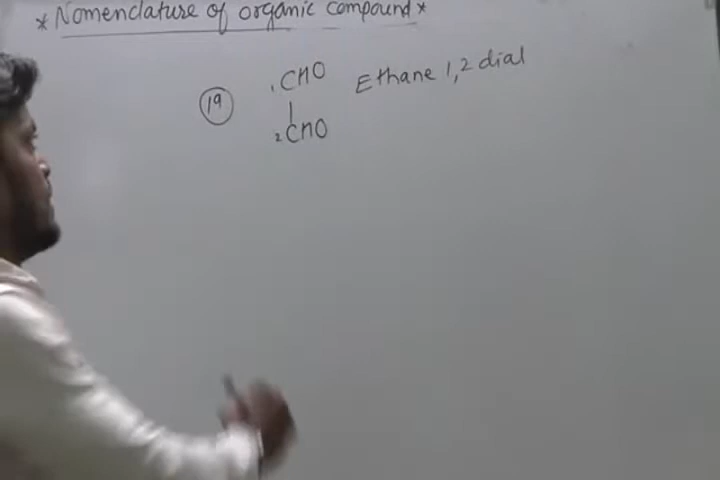 * Nomenclature of organic compound *
(19) 1CHO Ethane 1,2 dial
|
2CHO